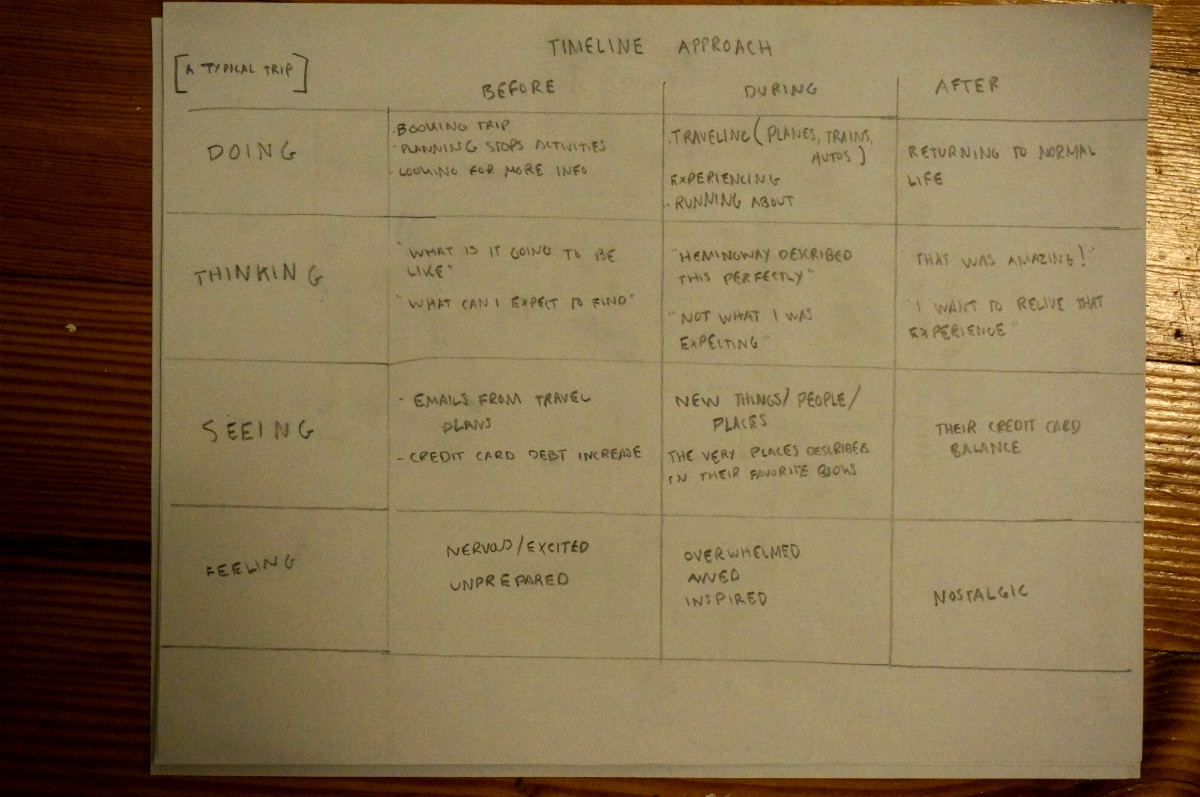 TIMELINE APPROACH
[A TYPICAL TRIP]
BEFORE
DURING
AFTER
DOING
- BOOKING TRIP
- PLANNING STOPS ACTIVITIES
- LOOKING FOR MORE INFO
- TRAVELING (PLANES, TRAINS,
AUTOS)
EXPERIENCING
- RUNNING ABOUT
RETURNING TO NORMAL
LIFE
THINKING
"WHAT IS IT GOING TO BE
LIKE"
"WHAT CAN I EXPECT TO FIND"
"HEMINGWAY DESCRIBED
THIS PERFECTLY"
"NOT WHAT I WAS
EXPECTING"
THAT WAS AMAZING!"
"I WANT TO RELIVE THAT
EXPERIENCE"
SEEING
- EMAILS FROM TRAVEL
PLANS
- CREDIT CARD DEBT INCREASE
NEW THINGS/PEOPLE/
PLACES
THE VERY PLACES DESCRIBED
IN THEIR FAVORITE BOOKS
THEIR CREDIT CARD
BALANCE
FEELING
NERVOUS/EXCITED
UNPREPARED
OVERWHELMED
AWED
INSPIRED
NOSTALGIC